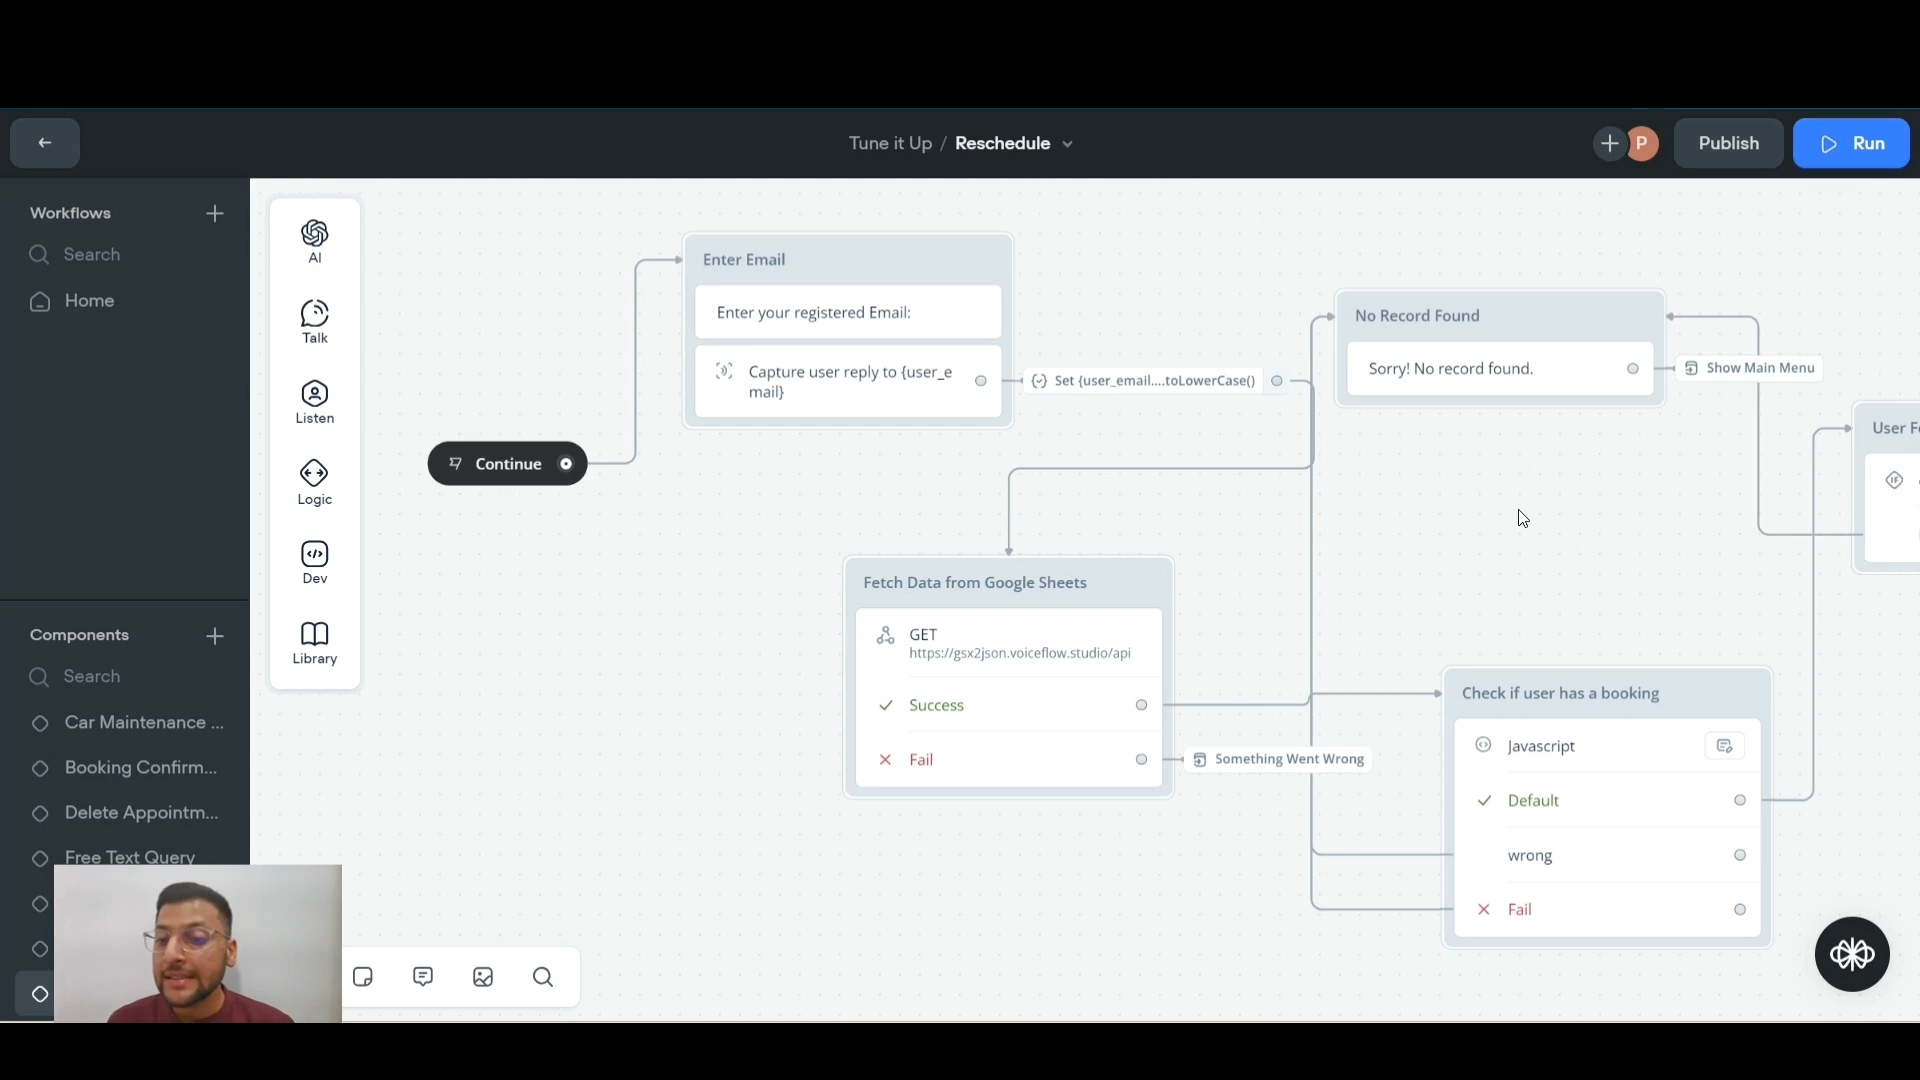 Tune it Up / Reschedule
P
Publish
Run
Workflows
Search
Home
Components
Search
Car Maintenance ...
Booking Confirm...
Delete Appointm...
Free Text Query
AI
Talk
Listen
Logic
Dev
Library
Continue
Enter Email
Enter your registered Email:
Capture user reply to {user_e
mail}
Set {user_email....toLowerCase()
No Record Found
Sorry! No record found.
Show Main Menu
User F
IF
Fetch Data from Google Sheets
GET
https://gsx2json.voiceflow.studio/api
Success
Fail
Something Went Wrong
Check if user has a booking
Javascript
Default
wrong
Fail